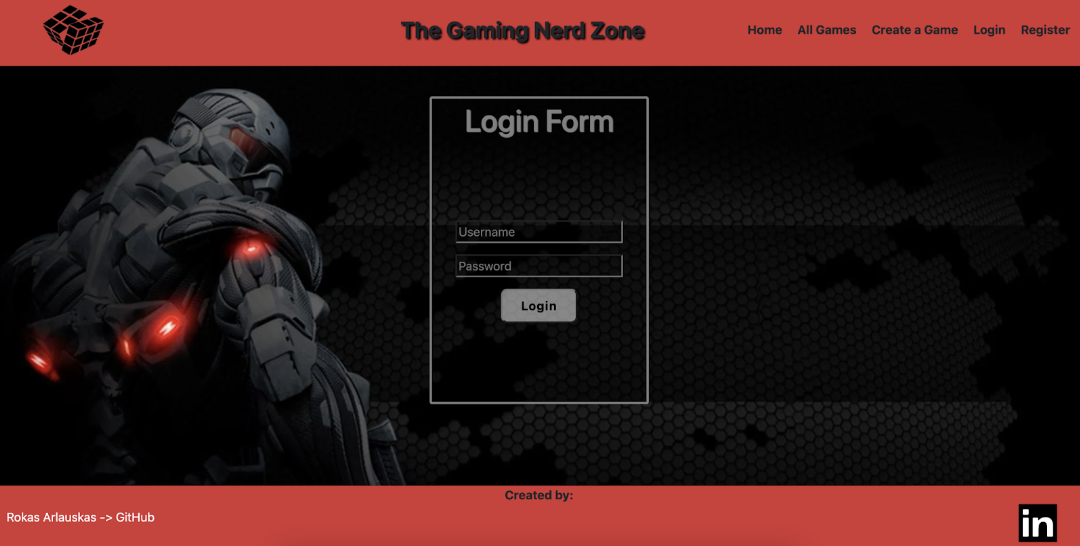 The Gaming Nerd Zone
Home All Games Create a Game Login Register
Login Form
Username
Password
Login
Created by:
Rokas Arlauskas -> GitHub
in